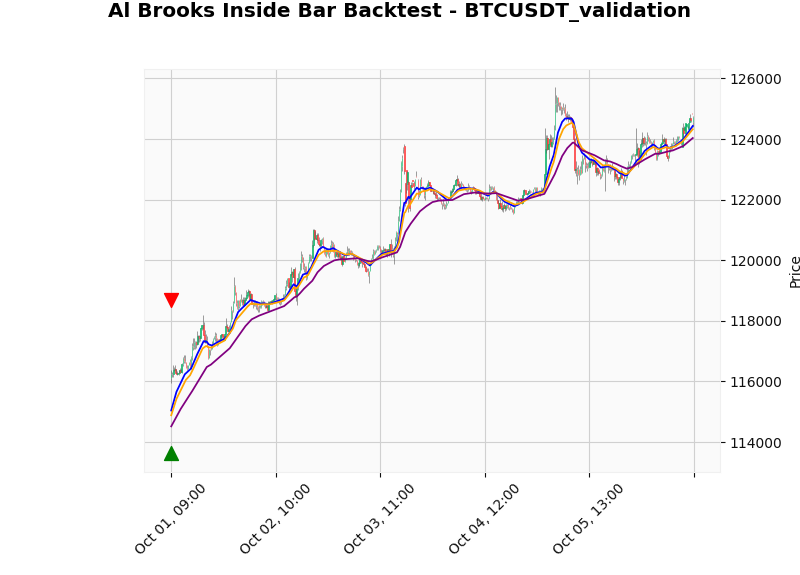 Al Brooks Inside Bar Backtest - BTCUSDT_validation
126000
124000
122000
120000
118000
116000
114000
Price
Oct 01, 09:00
Oct 02, 10:00
Oct 03, 11:00
Oct 04, 12:00
Oct 05, 13:00